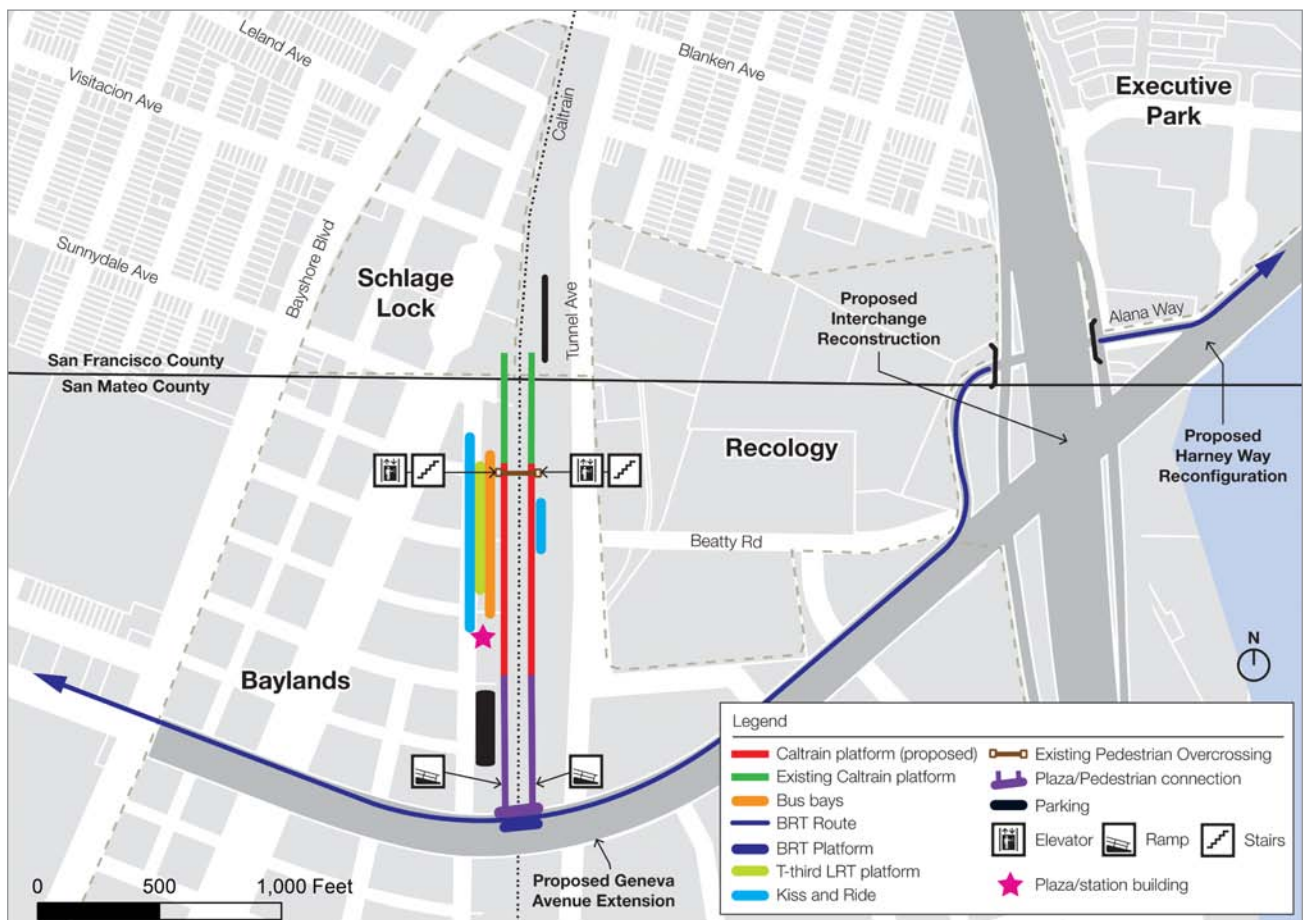 Leland Ave
Visitacion Ave
Sunnydale Ave
Bayshore Blvd
Schlage
Lock
Caltrain
Tunnel Ave
Blanken Ave
Executive
Park
Alana Way
Proposed
Interchange
Reconstruction
San Francisco County
San Mateo County
Recology
Proposed
Harney Way
Reconfiguration
Beatty Rd
Baylands
N
Proposed Geneva
Avenue Extension
0 500 1,000 Feet
Legend
Caltrain platform (proposed)
Existing Caltrain platform
Bus bays
BRT Route
BRT Platform
T-third LRT platform
Kiss and Ride
Existing Pedestrian Overcrossing
Plaza/Pedestrian connection
Parking
Elevator Ramp Stairs
Plaza/station building